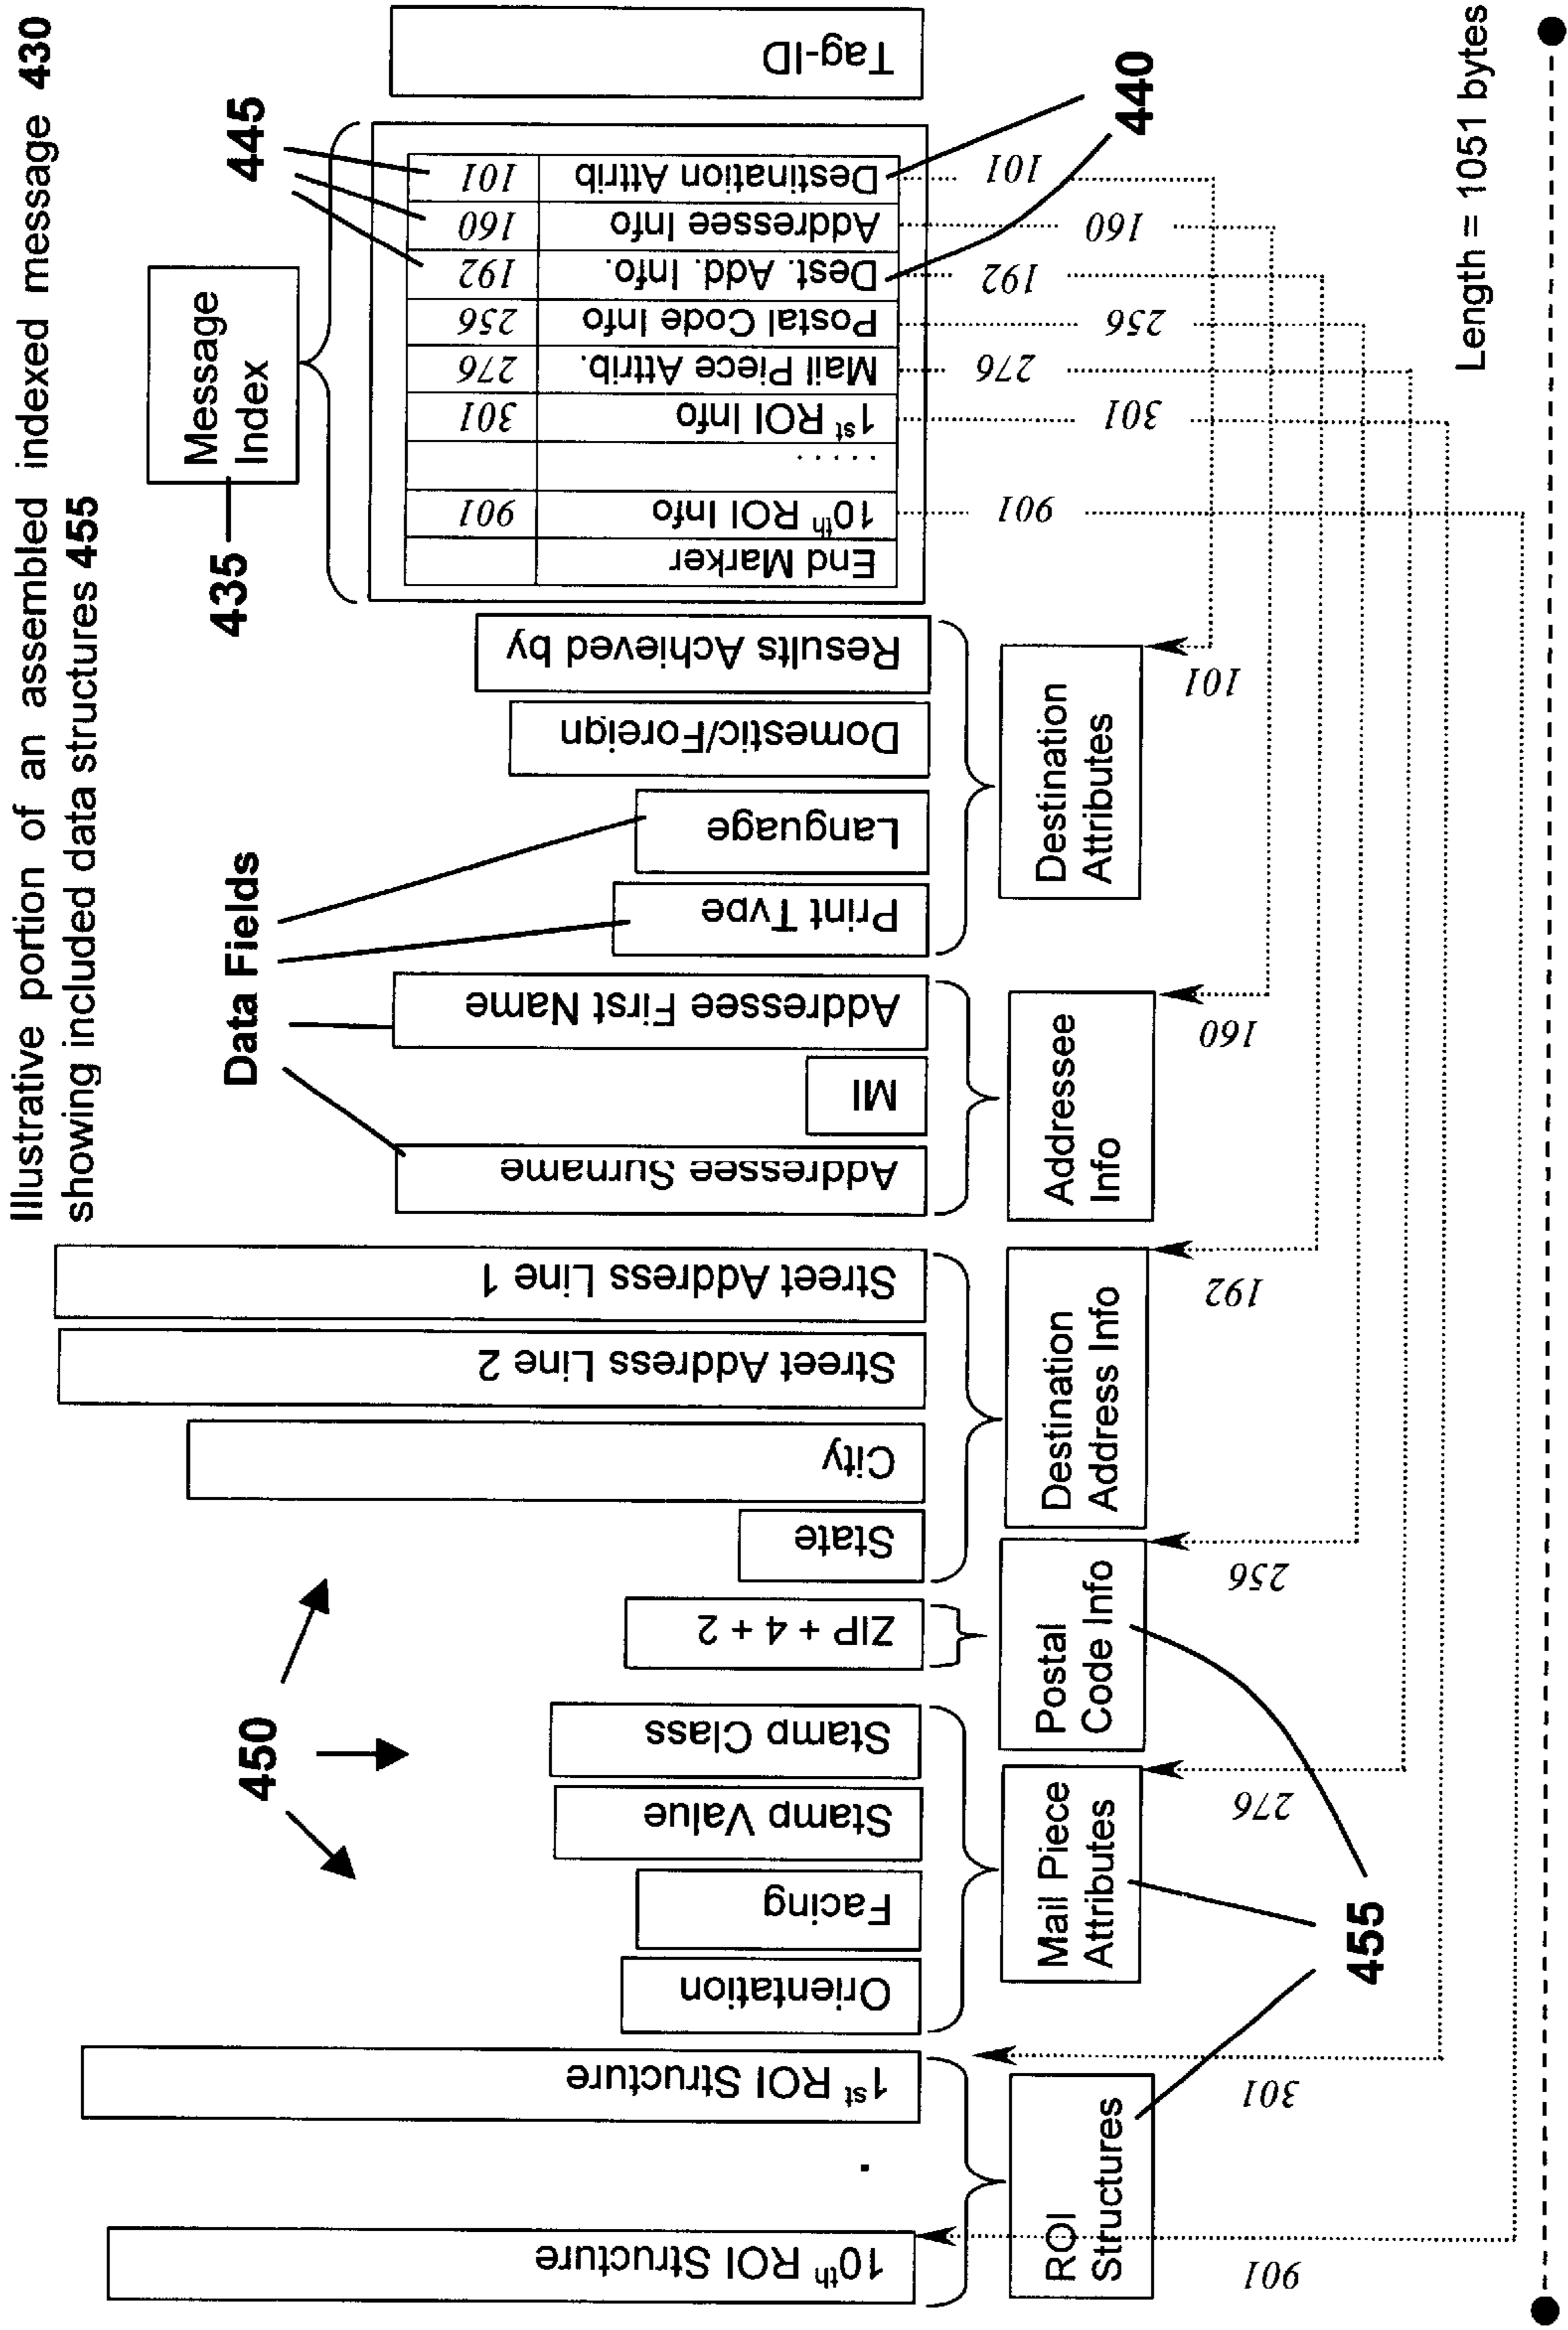 Illustrative portion of an assembled indexed message 430
showing included data structures 455
Message
Index
435
445
Data Fields
450
Tag-ID
Destination Attrib 101
Addressee Info 160
Dest. Add. Info. 192
Postal Code Info 256
Mail Piece Attrib. 276
1st ROI Info 301
.....
10th ROI Info 901
End Marker
440
Results Achieved by
Domestic/Foreign
Language
Print Type
Addressee First Name
MI
Addressee Surname
Street Address Line 1
Street Address Line 2
City
State
ZIP + 4 + 2
Stamp Class
Stamp Value
Facing
Orientation
1st ROI Structure
.
10th ROI Structure
101
160
192
256
276
301
901
Destination
Attributes
101
Addressee
Info
160
Destination
Address Info
192
Postal
Code Info
256
Mail Piece
Attributes
276
ROI
Structures
301
901
455
Length = 1051 bytes